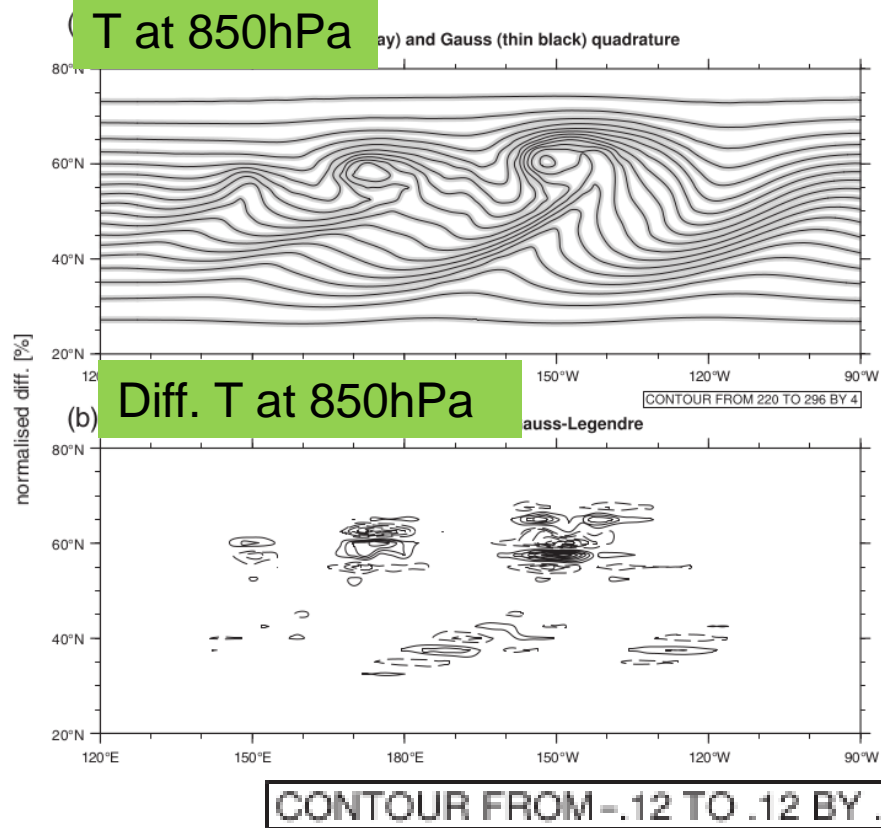 T at 850hPa
ay) and Gauss (thin black) quadrature
80°N
60°N
40°N
20°N
150°W
90°W
CONTOUR FROM 220 TO 296 BY 4
normalised diff. [%]
Diff. T at 850hPa
(b)
auss-Legendre
80°N
60°N
40°N
20°N
120°E
150°E
180°E
150°W
120°W
90°W
CONTOUR FROM -.12 TO .12 BY .